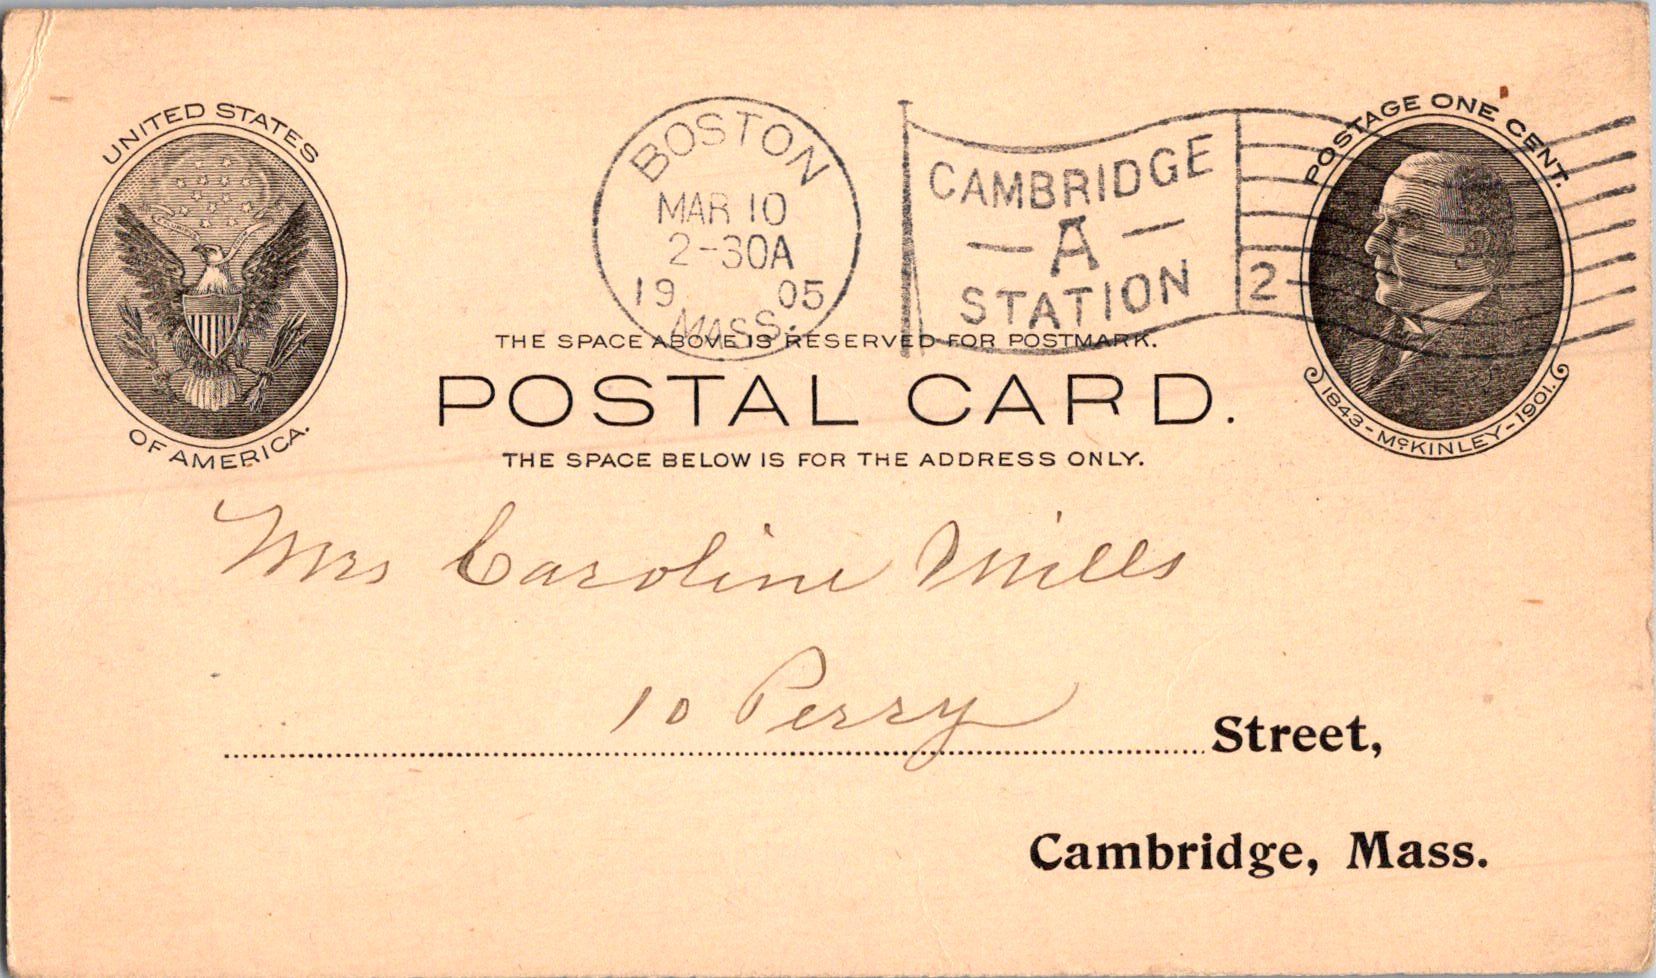 UNITED STATES
OF AMERICA.
BOSTON
MAR 10
2-30A
19 05
MASS.
CAMBRIDGE
— A —
STATION
2
POSTAGE ONE CENT.
1843-McKINLEY-1901.
THE SPACE ABOVE IS RESERVED FOR POSTMARK.
POSTAL CARD.
THE SPACE BELOW IS FOR THE ADDRESS ONLY.
Mrs Caroline Mills
10 Perry Street,
Cambridge, Mass.